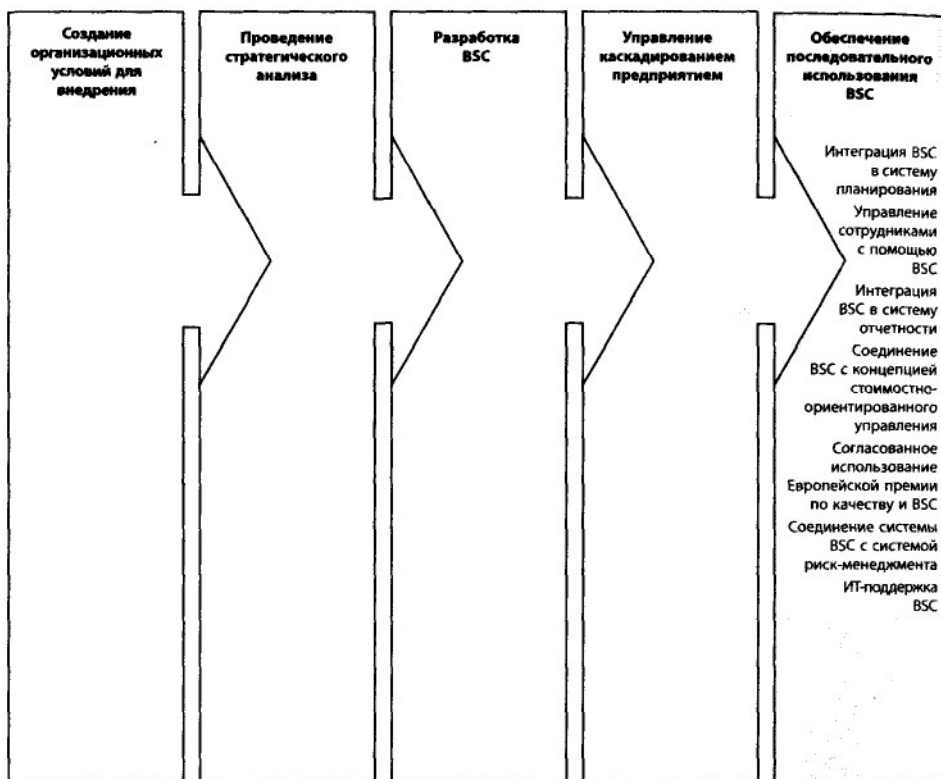 Создание
организационных
условий для
внедрения
Проведение
стратегического
анализа
Разработка
BSC
Управление
каскадированием
предприятием
Обеспечение
последовательного
использования
BSC
Интеграция BSC
в систему
планирования
Управление
сотрудниками
с помощью
BSC
Интеграция
BSC в систему
отчетности
Соединение
BSC с концепцией
стоимостно-
ориентированного
управления
Согласованное
использование
Европейской премии
по качеству и BSC
Соединение системы
BSC с системой
риск-менеджмента
ИТ-поддержка
BSC